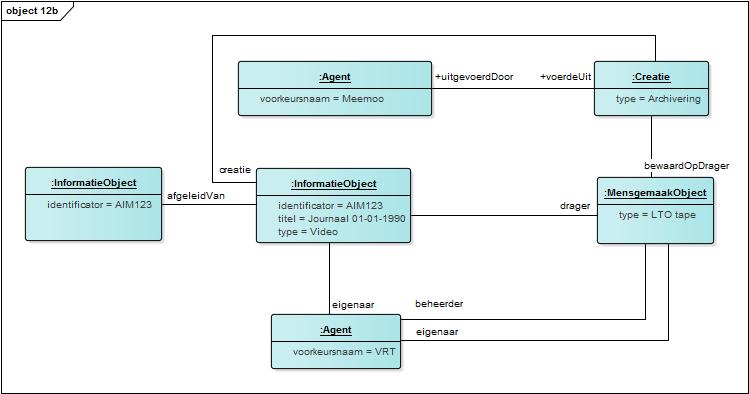 object 12b
:Agent
voorkeursnaam = Meemoo
+uitgevoerdDoor
+voerdeUit
:Creatie
type = Archivering
creatie
bewaardOpDrager
:InformatieObject
identificator = AIM123
afgeleidVan
:InformatieObject
identificator = AIM123
titel = Journaal 01-01-1990
type = Video
drager
:MensgemaakObject
type = LTO tape
eigenaar
beheerder
eigenaar
:Agent
voorkeursnaam = VRT